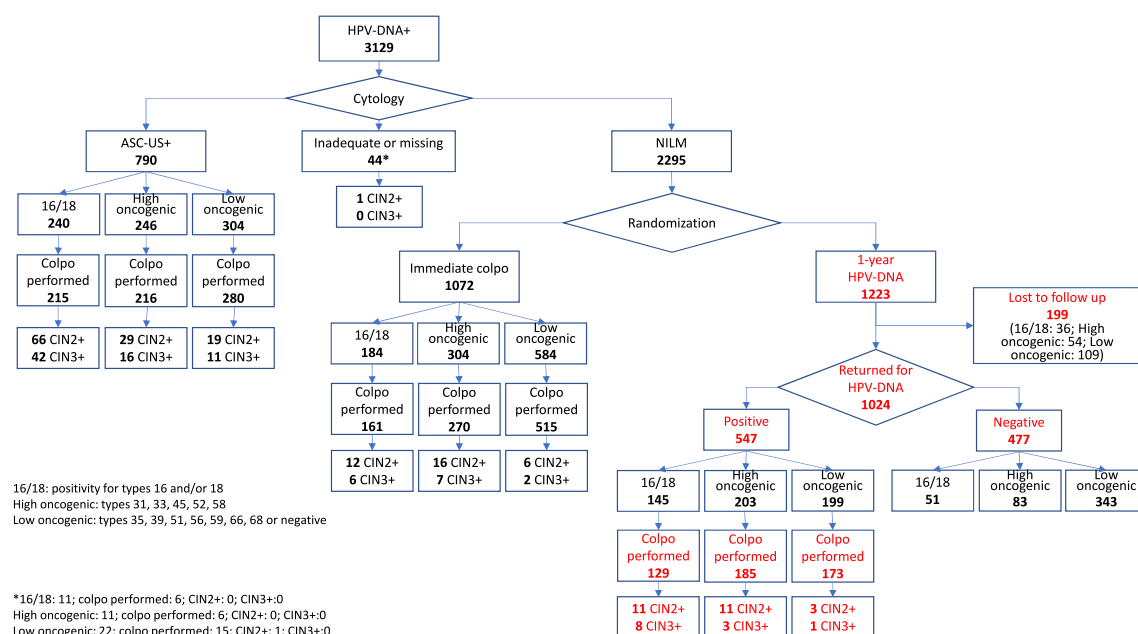 HPV-DNA+
3129
Cytology
ASC-US+
790
Inadequate or missing
44*
NILM
2295
1 CIN2+
0 CIN3+
16/18
240
High
oncogenic
246
Low
oncogenic
304
Randomization
Colpo
performed
215
Colpo
performed
216
Colpo
performed
280
Immediate colpo
1072
1-year
HPV-DNA
1223
Lost to follow up
199
(16/18: 36; High
oncogenic: 54; Low
oncogenic: 109)
66 CIN2+
42 CIN3+
29 CIN2+
16 CIN3+
19 CIN2+
11 CIN3+
16/18
184
High
oncogenic
304
Low
oncogenic
584
Returned for
HPV-DNA
1024
Colpo
performed
161
Colpo
performed
270
Colpo
performed
515
Positive
547
Negative
477
12 CIN2+
6 CIN3+
16 CIN2+
7 CIN3+
6 CIN2+
2 CIN3+
16/18
145
High
oncogenic
203
Low
oncogenic
199
16/18
51
High
oncogenic
83
Low
oncogenic
343
16/18: positivity for types 16 and/or 18
High oncogenic: types 31, 33, 45, 52, 58
Low oncogenic: types 35, 39, 51, 56, 59, 66, 68 or negative
Colpo
performed
129
Colpo
performed
185
Colpo
performed
173
11 CIN2+
8 CIN3+
11 CIN2+
3 CIN3+
3 CIN2+
1 CIN3+
*16/18: 11; colpo performed: 6; CIN2+: 0; CIN3+:0
High oncogenic: 11; colpo performed: 6; CIN2+: 0; CIN3+:0
Low oncogenic: 22; colpo performed: 15; CIN2+: 1; CIN3+:0